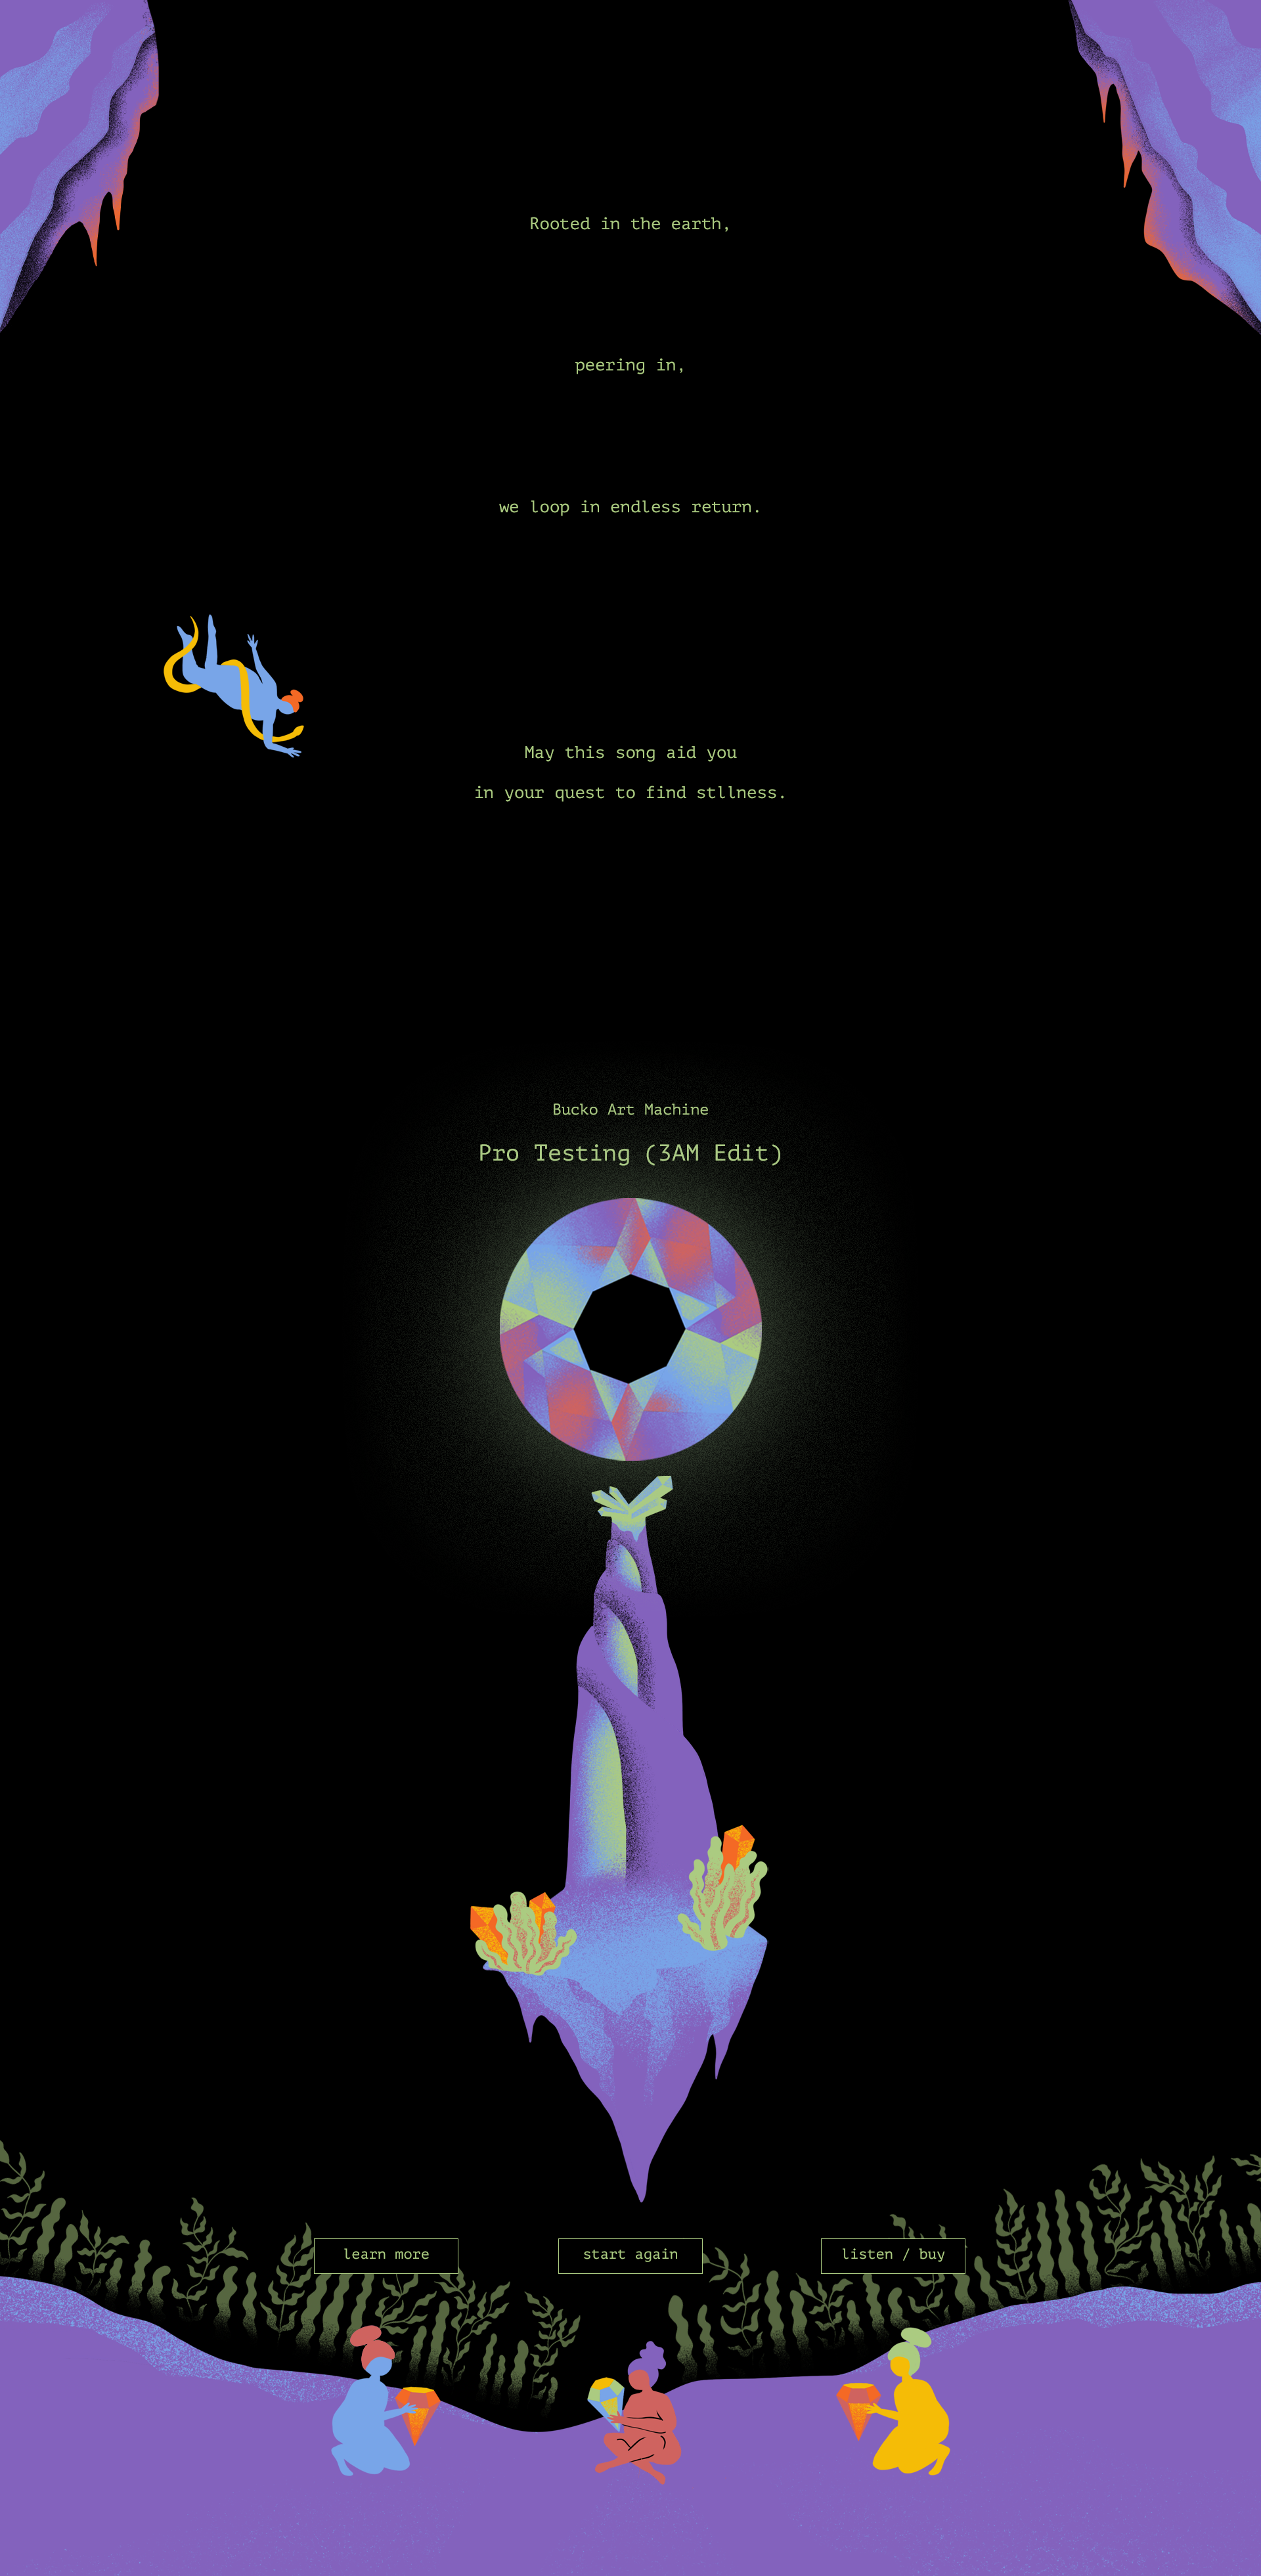 Rooted in the earth,
peering in,
we loop in endless return.
May this song aid you
in your quest to find stllness.
Bucko Art Machine
Pro Testing (3AM Edit)
learn more
start again
listen / buy